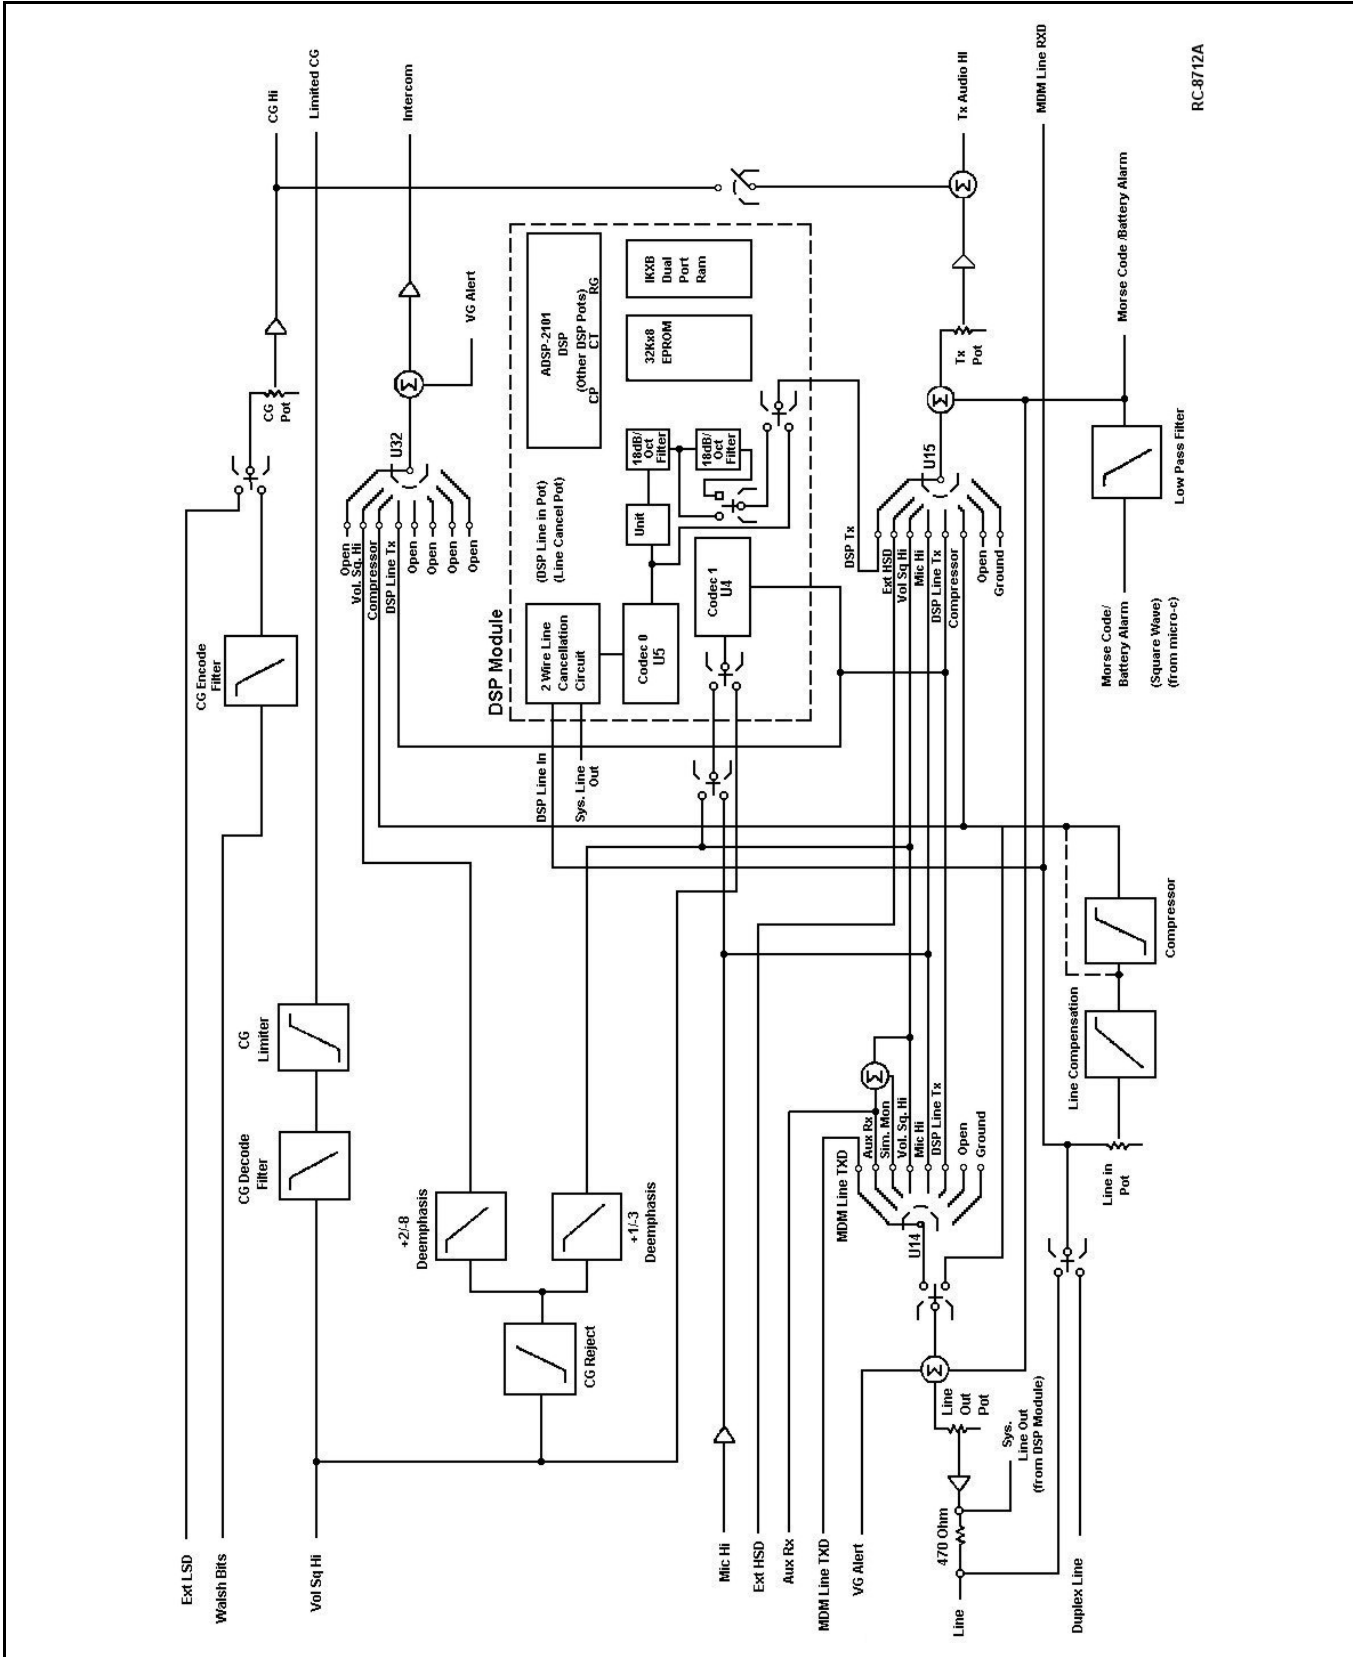 Ext LSD
Walsh Bits
Vol Sq Hi
Mic Hi
Ext HSD
Aux Rx
MDM Line TXD
VG Alert
Line
Duplex Line
CG Decode
Filter
CG
Limiter
CG Encode
Filter
CG
Pot
CG Hi
Limited CG
CG Reject
+2/-8
Deemphasis
+1/-3
Deemphasis
Open
Vol. Sq. Hi
Compressor
DSP Line Tx
Open
Open
Open
Open
U32
VG Alert
Intercom
DSP Module
DSP Line In
Sys. Line
Out
2 Wire Line
Cancellation
Circuit
(DSP Line in Pot)
(Line Cancel Pot)
Codec 0
U5
Codec 1
U4
Unit
18dB/
Oct
Filter
18dB/
Oct
Filter
ADSP-2101
DSP
(Other DSP Pots)
CP CT RG
32Kx8
EPROM
IKXB
Dual
Port
Ram
MDM Line TXD
Aux Rx
Sim. Mon
Vol. Sq. Hi
Mic Hi
DSP Line Tx
Open
Ground
U14
Line
Out
Pot
Sys.
Line Out
(from DSP Module)
470 Ohm
Line in
Pot
Line Compensation
Compressor
DSP Tx
Ext HSD
Vol Sq Hi
Mic Hi
DSP Line Tx
Compressor
Open
Ground
U15
Tx
Pot
Tx Audio HI
MDM Line RXD
Morse Code/
Battery Alarm
(Square Wave)
(from micro-c)
Low Pass Filter
Morse Code /Battery Alarm
RC-8712A